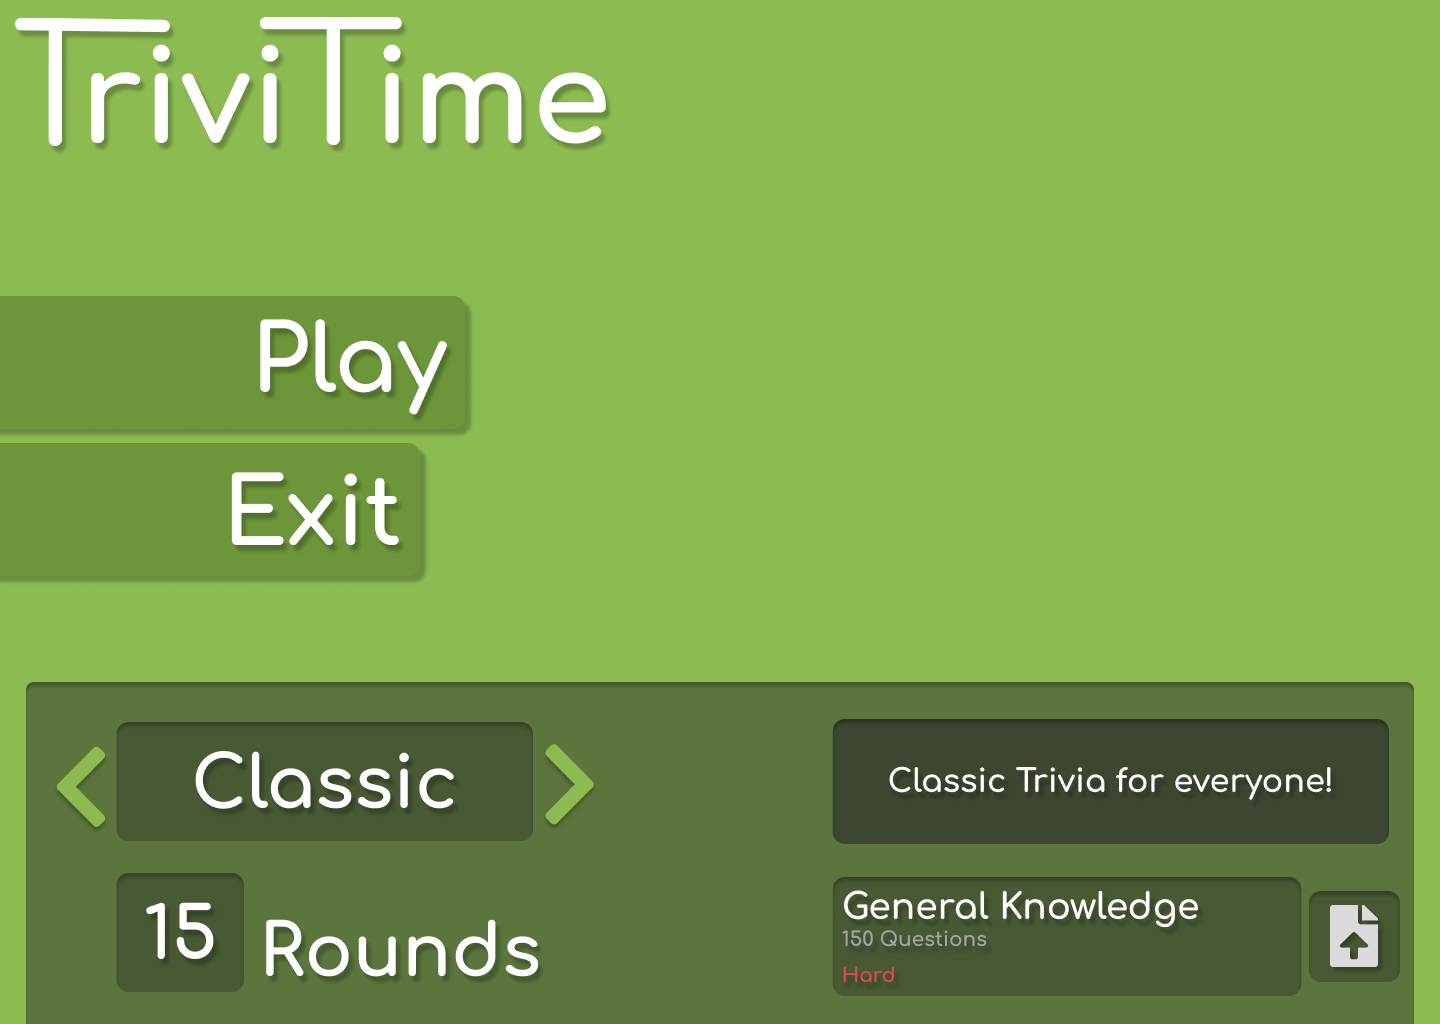 TriviTime
Play
Exit
Classic
Classic Trivia for everyone!
15 Rounds
General Knowledge
150 Questions
Hard